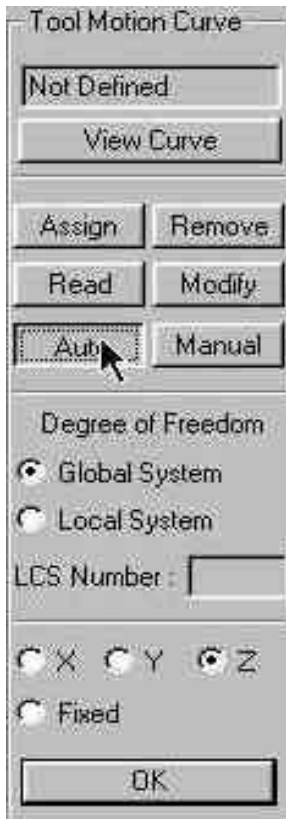 Tool Motion Curve
Not Defined
View Curve
Assign Remove
Read Modify
Auto Manual
Degree of Freedom
Global System
Local System
LCS Number :
X Y Z
Fixed
OK